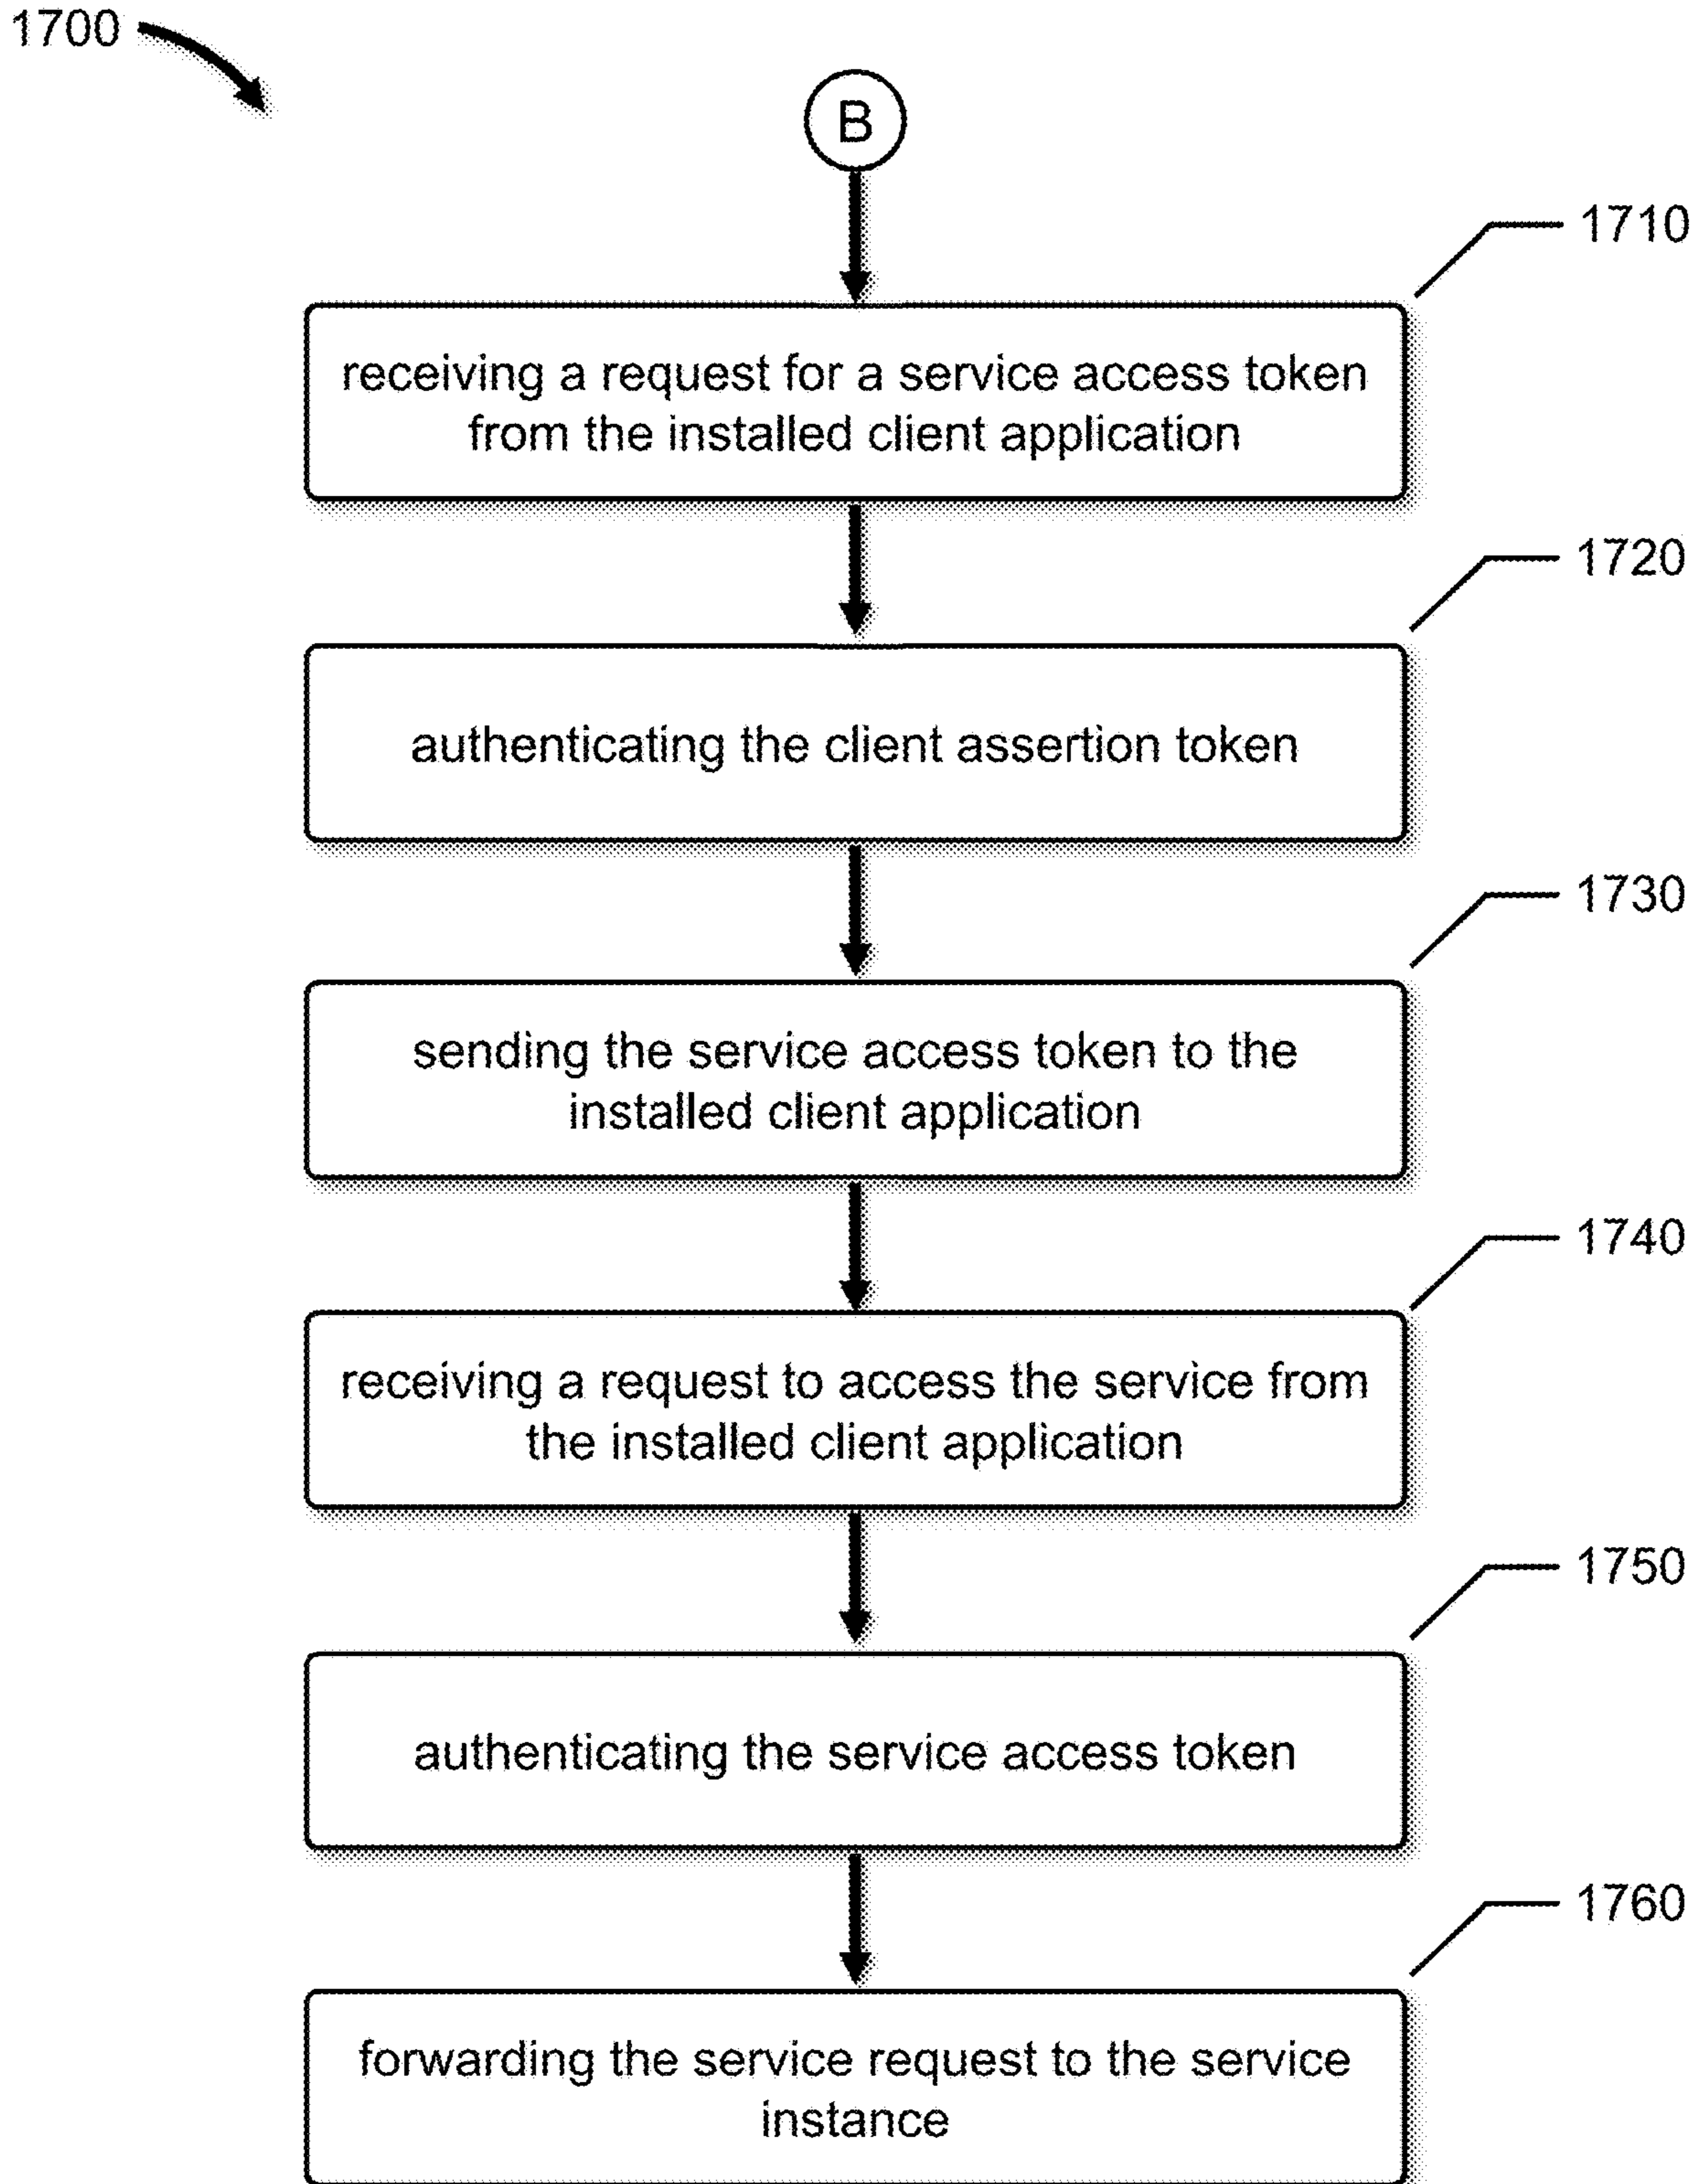 1700
B
1710
receiving a request for a service access token
from the installed client application
1720
authenticating the client assertion token
1730
sending the service access token to the
installed client application
1740
receiving a request to access the service from
the installed client application
1750
authenticating the service access token
1760
forwarding the service request to the service
instance